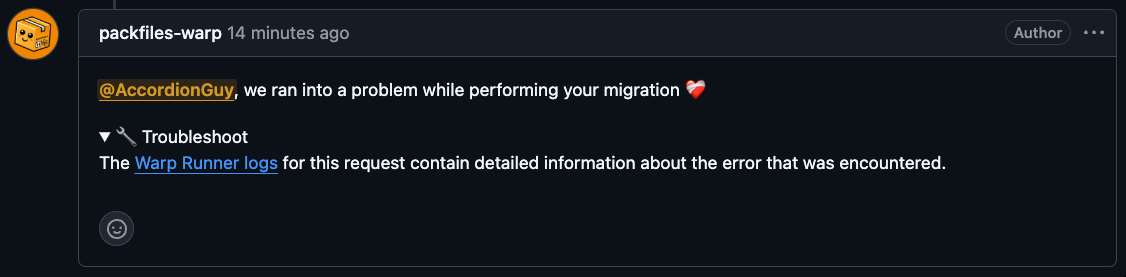 packfiles-warp 14 minutes ago
Author
@AccordionGuy, we ran into a problem while performing your migration ❤️‍🩹
▼ 🔧 Troubleshoot
The Warp Runner logs for this request contain detailed information about the error that was encountered.